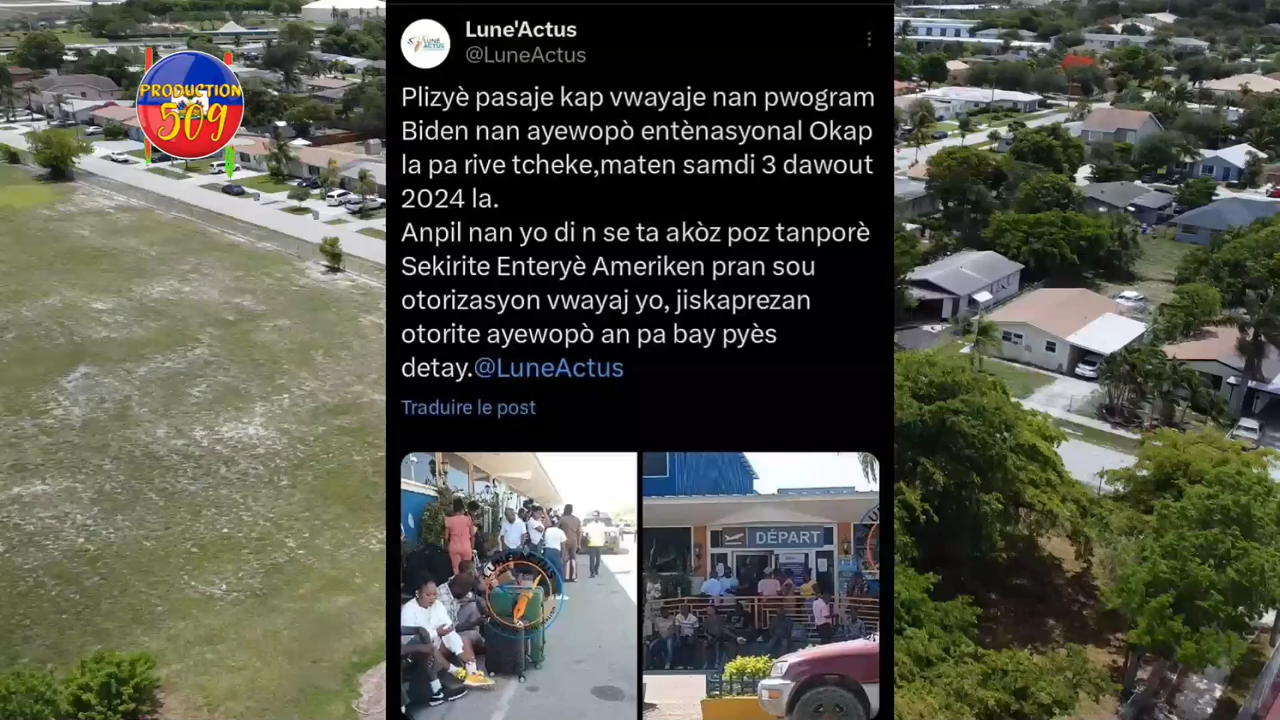 PRODUCTION
509
LUNE
ACTUS
Lune'Actus
@LuneActus
Plizyè pasaje kap vwayaje nan pwogram
Biden nan ayewopò entènasyonal Okap
la pa rive tcheke,maten samdi 3 dawout
2024 la.
Anpil nan yo di n se ta akòz poz tanporè
Sekirite Enteryè Ameriken pran sou
otorizasyon vwayaj yo, jiskaprezan
otorite ayewopò an pa bay pyès
detay.@LuneActus
Traduire le post
DÉPART